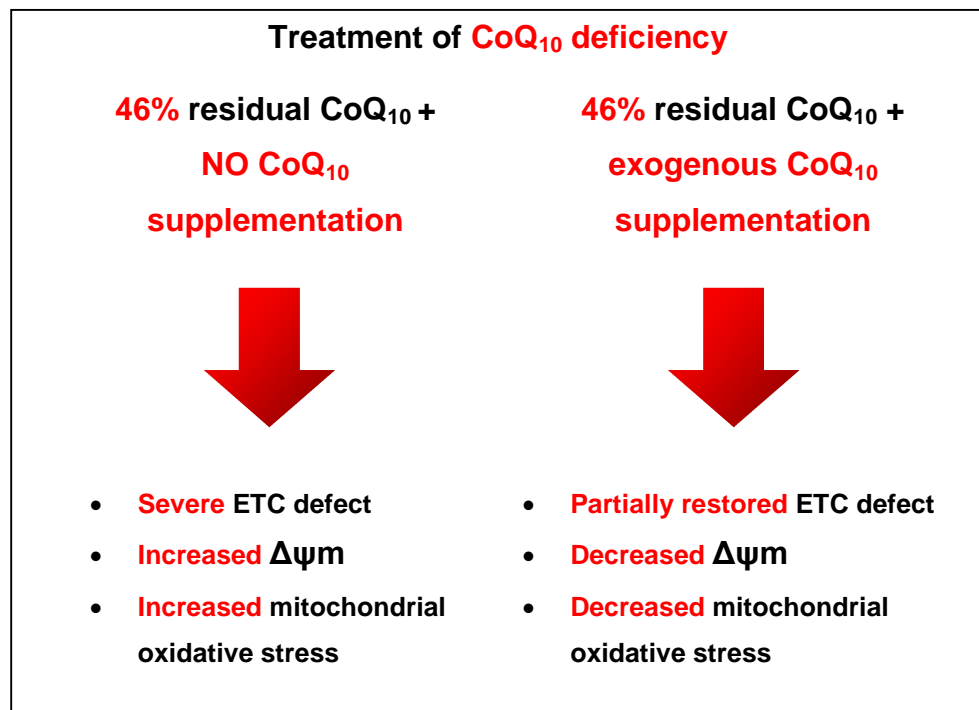 Treatment of CoQ₁₀ deficiency
46% residual CoQ₁₀ +
NO CoQ₁₀
supplementation
46% residual CoQ₁₀ +
exogenous CoQ₁₀
supplementation
• Severe ETC defect
• Increased Δψm
• Increased mitochondrial
oxidative stress
• Partially restored ETC defect
• Decreased Δψm
• Decreased mitochondrial
oxidative stress